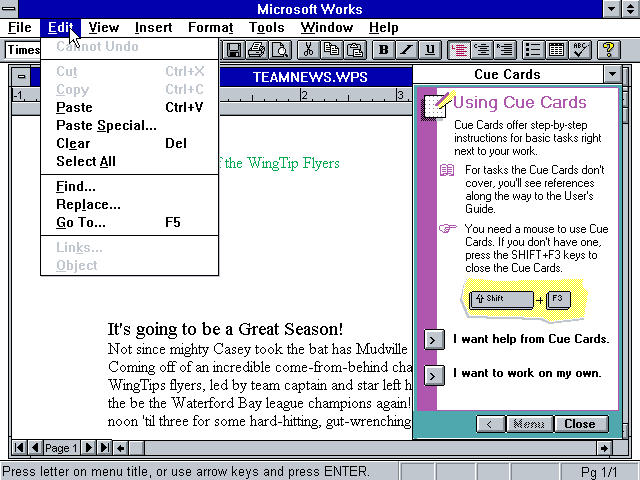 Microsoft Works
File Edit View Insert Format Tools Window Help
Times
B I U
TEAMNEWS.WPS
1 2 3
Cannot Undo
Cut Ctrl+X
Copy Ctrl+C
Paste Ctrl+V
Paste Special...
Clear Del
Select All
Find...
Replace...
Go To... F5
Links...
Object
f the WingTip Flyers
It's going to be a Great Season!
Not since mighty Casey took the bat has Mudville
Coming off of an incredible come-from-behind cha
WingTips flyers, led by team captain and star left h
the be the Waterford Bay league champions again!
noon 'til three for some hard-hitting, gut-wrenching
Cue Cards
Using Cue Cards
Cue Cards offer step-by-step
instructions for basic tasks right
next to your work.
For tasks the Cue Cards don't
cover, you'll see references
along the way to the User's
Guide.
You need a mouse to use Cue
Cards. If you don't have one,
press the SHIFT+F3 keys to
close the Cue Cards.
Shift + F3
I want help from Cue Cards.
I want to work on my own.
< Menu Close
Page 1
Press letter on menu title, or use arrow keys and press ENTER.
Pg 1/1